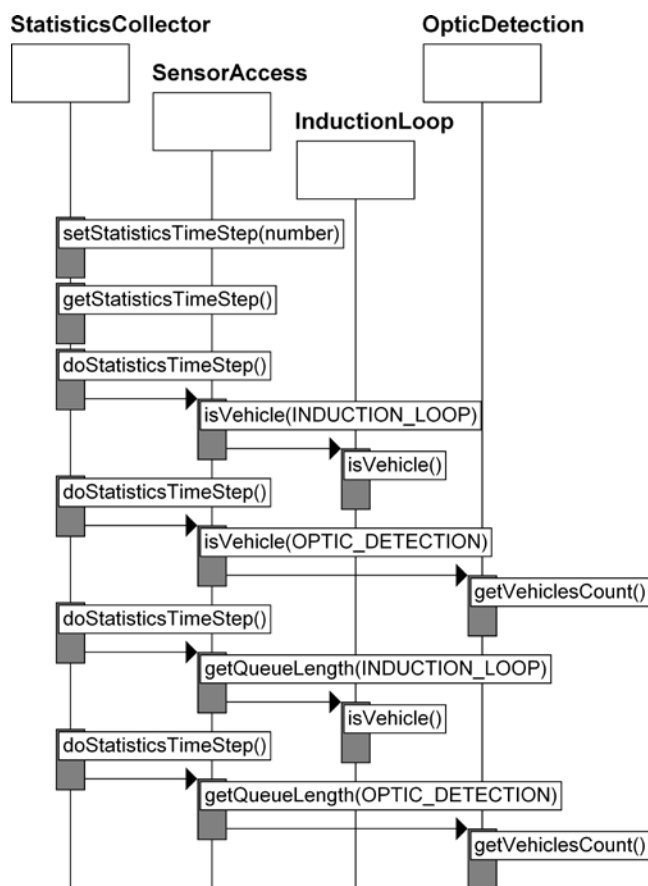 StatisticsCollector
OpticDetection
SensorAccess
InductionLoop
setStatisticsTimeStep(number)
getStatisticsTimeStep()
doStatisticsTimeStep()
isVehicle(INDUCTION_LOOP)
isVehicle()
doStatisticsTimeStep()
isVehicle(OPTIC_DETECTION)
getVehiclesCount()
doStatisticsTimeStep()
getQueueLength(INDUCTION_LOOP)
isVehicle()
doStatisticsTimeStep()
getQueueLength(OPTIC_DETECTION)
getVehiclesCount()